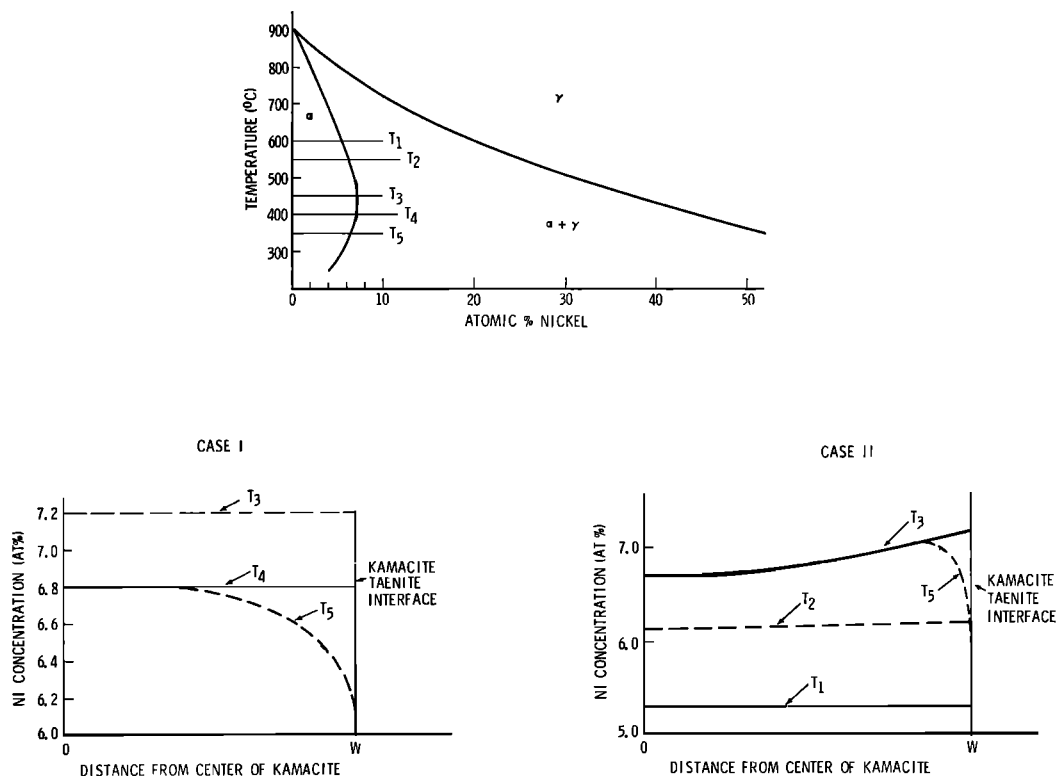 900
800
700
600
500
400
300
TEMPERATURE (°C)
γ
α
T1
T2
T3
T4
T5
α + γ
0
10
20
30
40
50
ATOMIC % NICKEL
CASE I
7.2
7.0
6.8
6.6
6.4
6.2
6.0
NI CONCENTRATION (AT%)
T3
T4
T5
KAMACITE
TAENITE
INTERFACE
0
W
DISTANCE FROM CENTER OF KAMACITE
CASE II
7.0
6.0
5.0
NI CONCENTRATION (AT %)
T3
T5
T2
T1
KAMACITE
TAENITE
INTERFACE
0
W
DISTANCE FROM CENTER OF KAMACITE